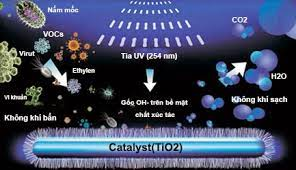 Nấm mốc
VOCs
Virut
Ethylen
Tia UV (254 nm)
CO2
H2O
Vi khuẩn
Gốc OH- trên bề mặt
chất xúc tác
Không khí sạch
Không khí bẩn
Catalyst(TiO2)